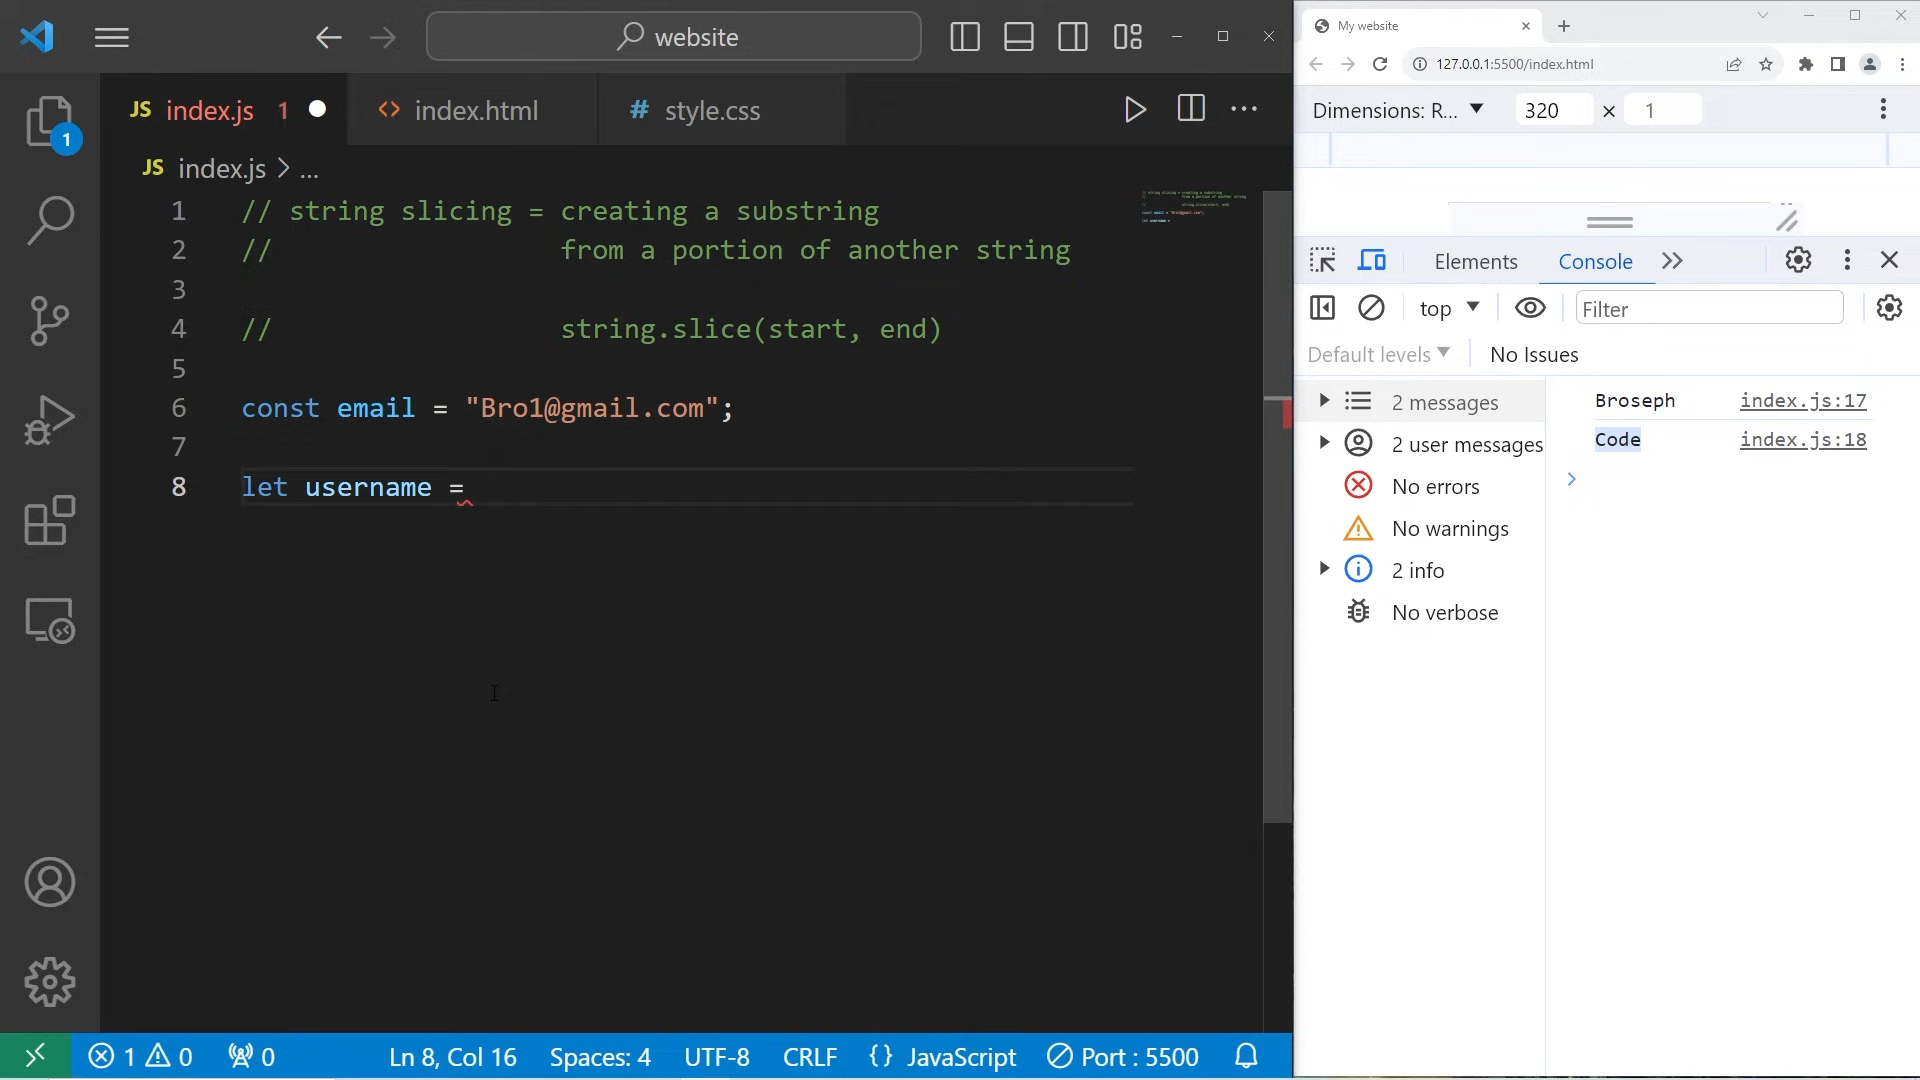 website
JS index.js 1
<> index.html
# style.css
JS index.js > ...
1 // string slicing = creating a substring
2 // from a portion of another string
3
4 // string.slice(start, end)
5
6 const email = "Bro1@gmail.com";
7
8 let username =
1
1 0 0 Ln 8, Col 16 Spaces: 4 UTF-8 CRLF {} JavaScript Port : 5500
My website
127.0.0.1:5500/index.html
Dimensions: R... 320 × 1
Elements Console
top Filter
Default levels No Issues
2 messages
2 user messages
No errors
No warnings
2 info
No verbose
Broseph index.js:17
Code index.js:18